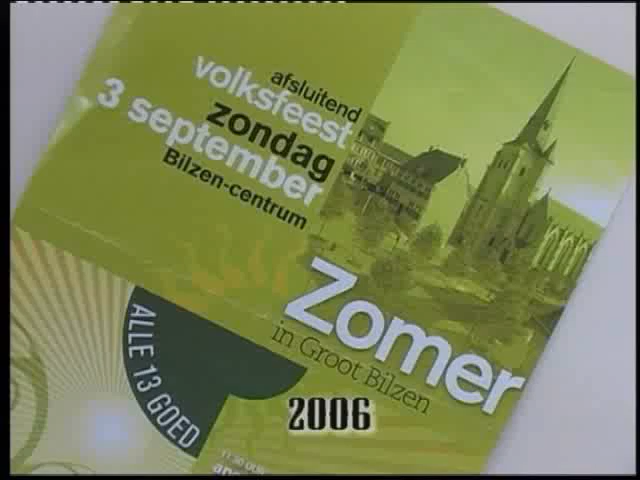 afsluitend
volksfeest
zondag
3 september
Bilzen-centrum
Zomer
in Groot Bilzen
ALLE 13 GOED
2006